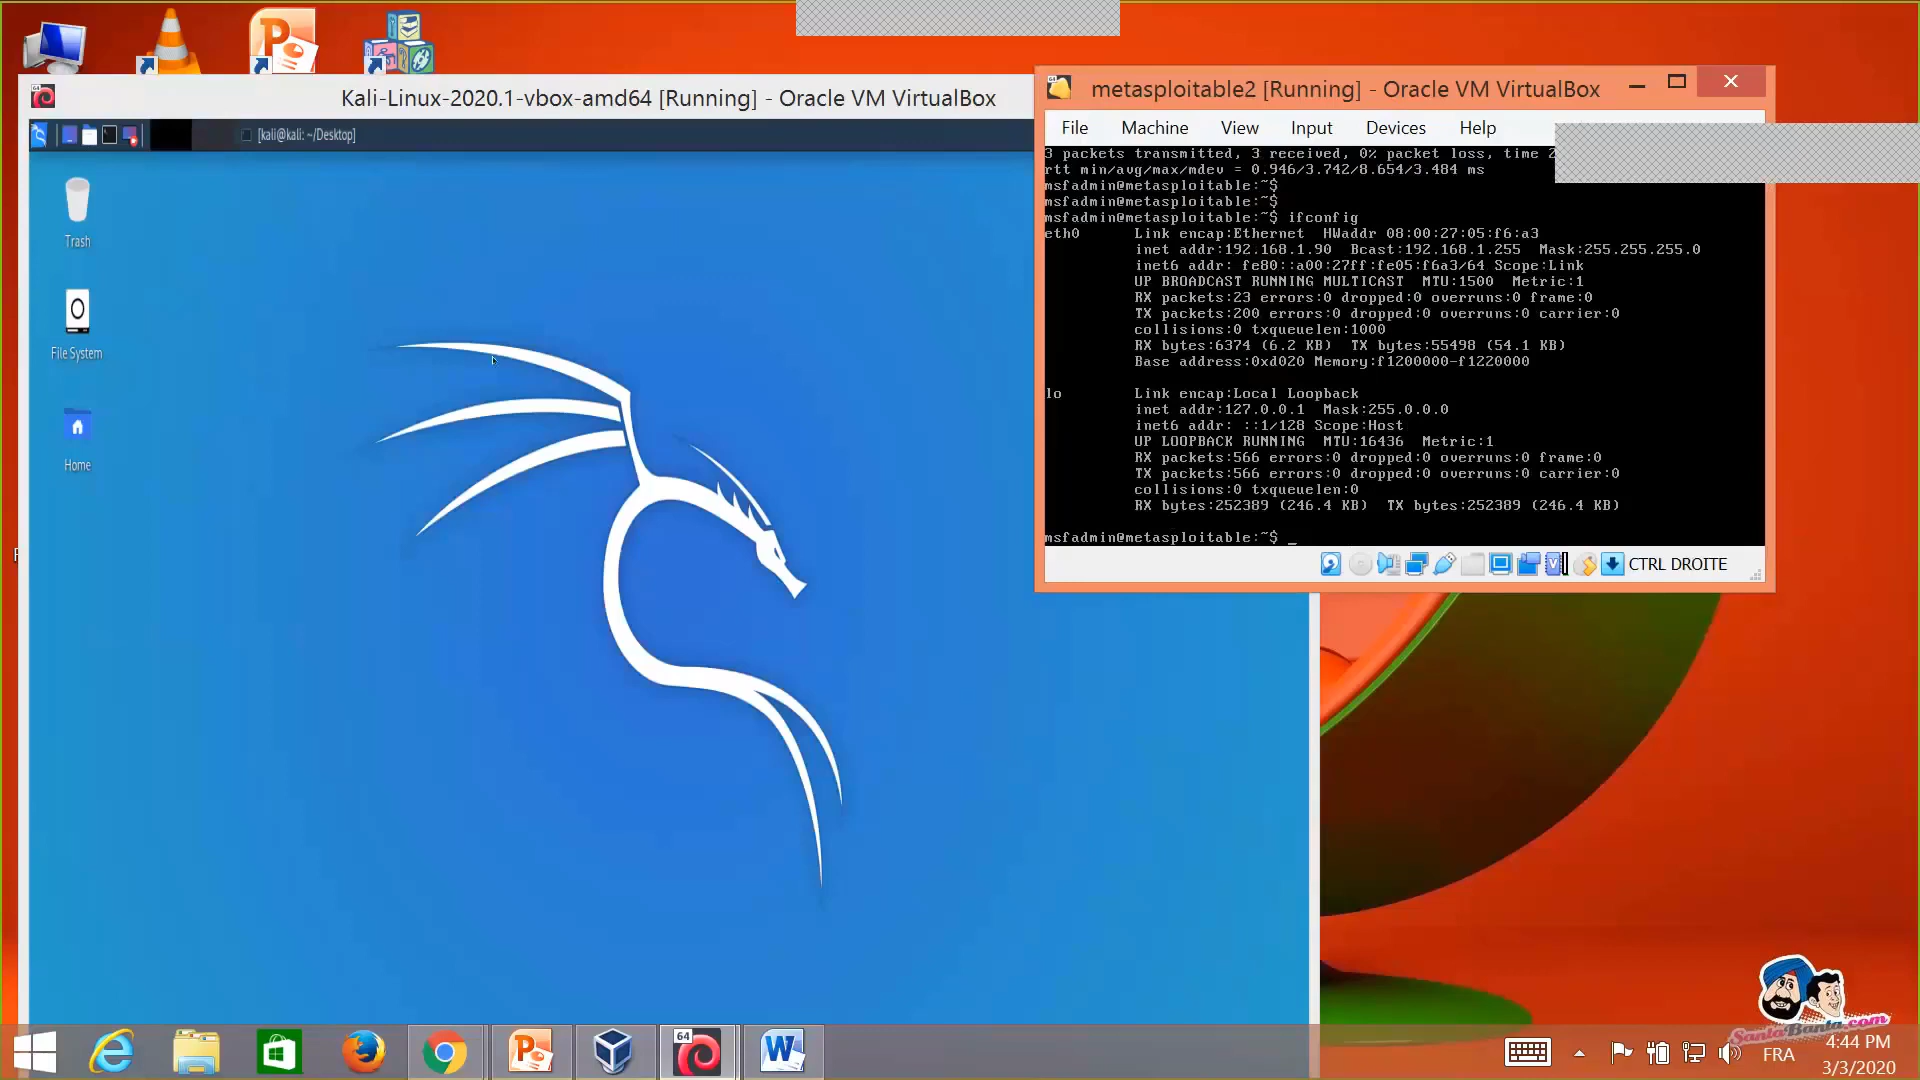 Kali-Linux-2020.1-vbox-amd64 [Running] - Oracle VM VirtualBox
[kali@kali: ~/Desktop]
Trash
File System
Home
metasploitable2 [Running] - Oracle VM VirtualBox
File Machine View Input Devices Help
3 packets transmitted, 3 received, 0% packet loss, time 2
rtt min/avg/max/mdev = 0.946/3.742/8.654/3.484 ms
msfadmin@metasploitable:~$
msfadmin@metasploitable:~$
msfadmin@metasploitable:~$ ifconfig
eth0 Link encap:Ethernet HWaddr 08:00:27:05:f6:a3
inet addr:192.168.1.90 Bcast:192.168.1.255 Mask:255.255.255.0
inet6 addr: fe80::a00:27ff:fe05:f6a3/64 Scope:Link
UP BROADCAST RUNNING MULTICAST MTU:1500 Metric:1
RX packets:23 errors:0 dropped:0 overruns:0 frame:0
TX packets:200 errors:0 dropped:0 overruns:0 carrier:0
collisions:0 txqueuelen:1000
RX bytes:6374 (6.2 KB) TX bytes:55498 (54.1 KB)
Base address:0xd020 Memory:f1200000-f1220000
lo Link encap:Local Loopback
inet addr:127.0.0.1 Mask:255.0.0.0
inet6 addr: ::1/128 Scope:Host
UP LOOPBACK RUNNING MTU:16436 Metric:1
RX packets:566 errors:0 dropped:0 overruns:0 frame:0
TX packets:566 errors:0 dropped:0 overruns:0 carrier:0
collisions:0 txqueuelen:0
RX bytes:252389 (246.4 KB) TX bytes:252389 (246.4 KB)
msfadmin@metasploitable:~$ _
CTRL DROITE
SantaBanta.com
64
FRA
4:44 PM
3/3/2020